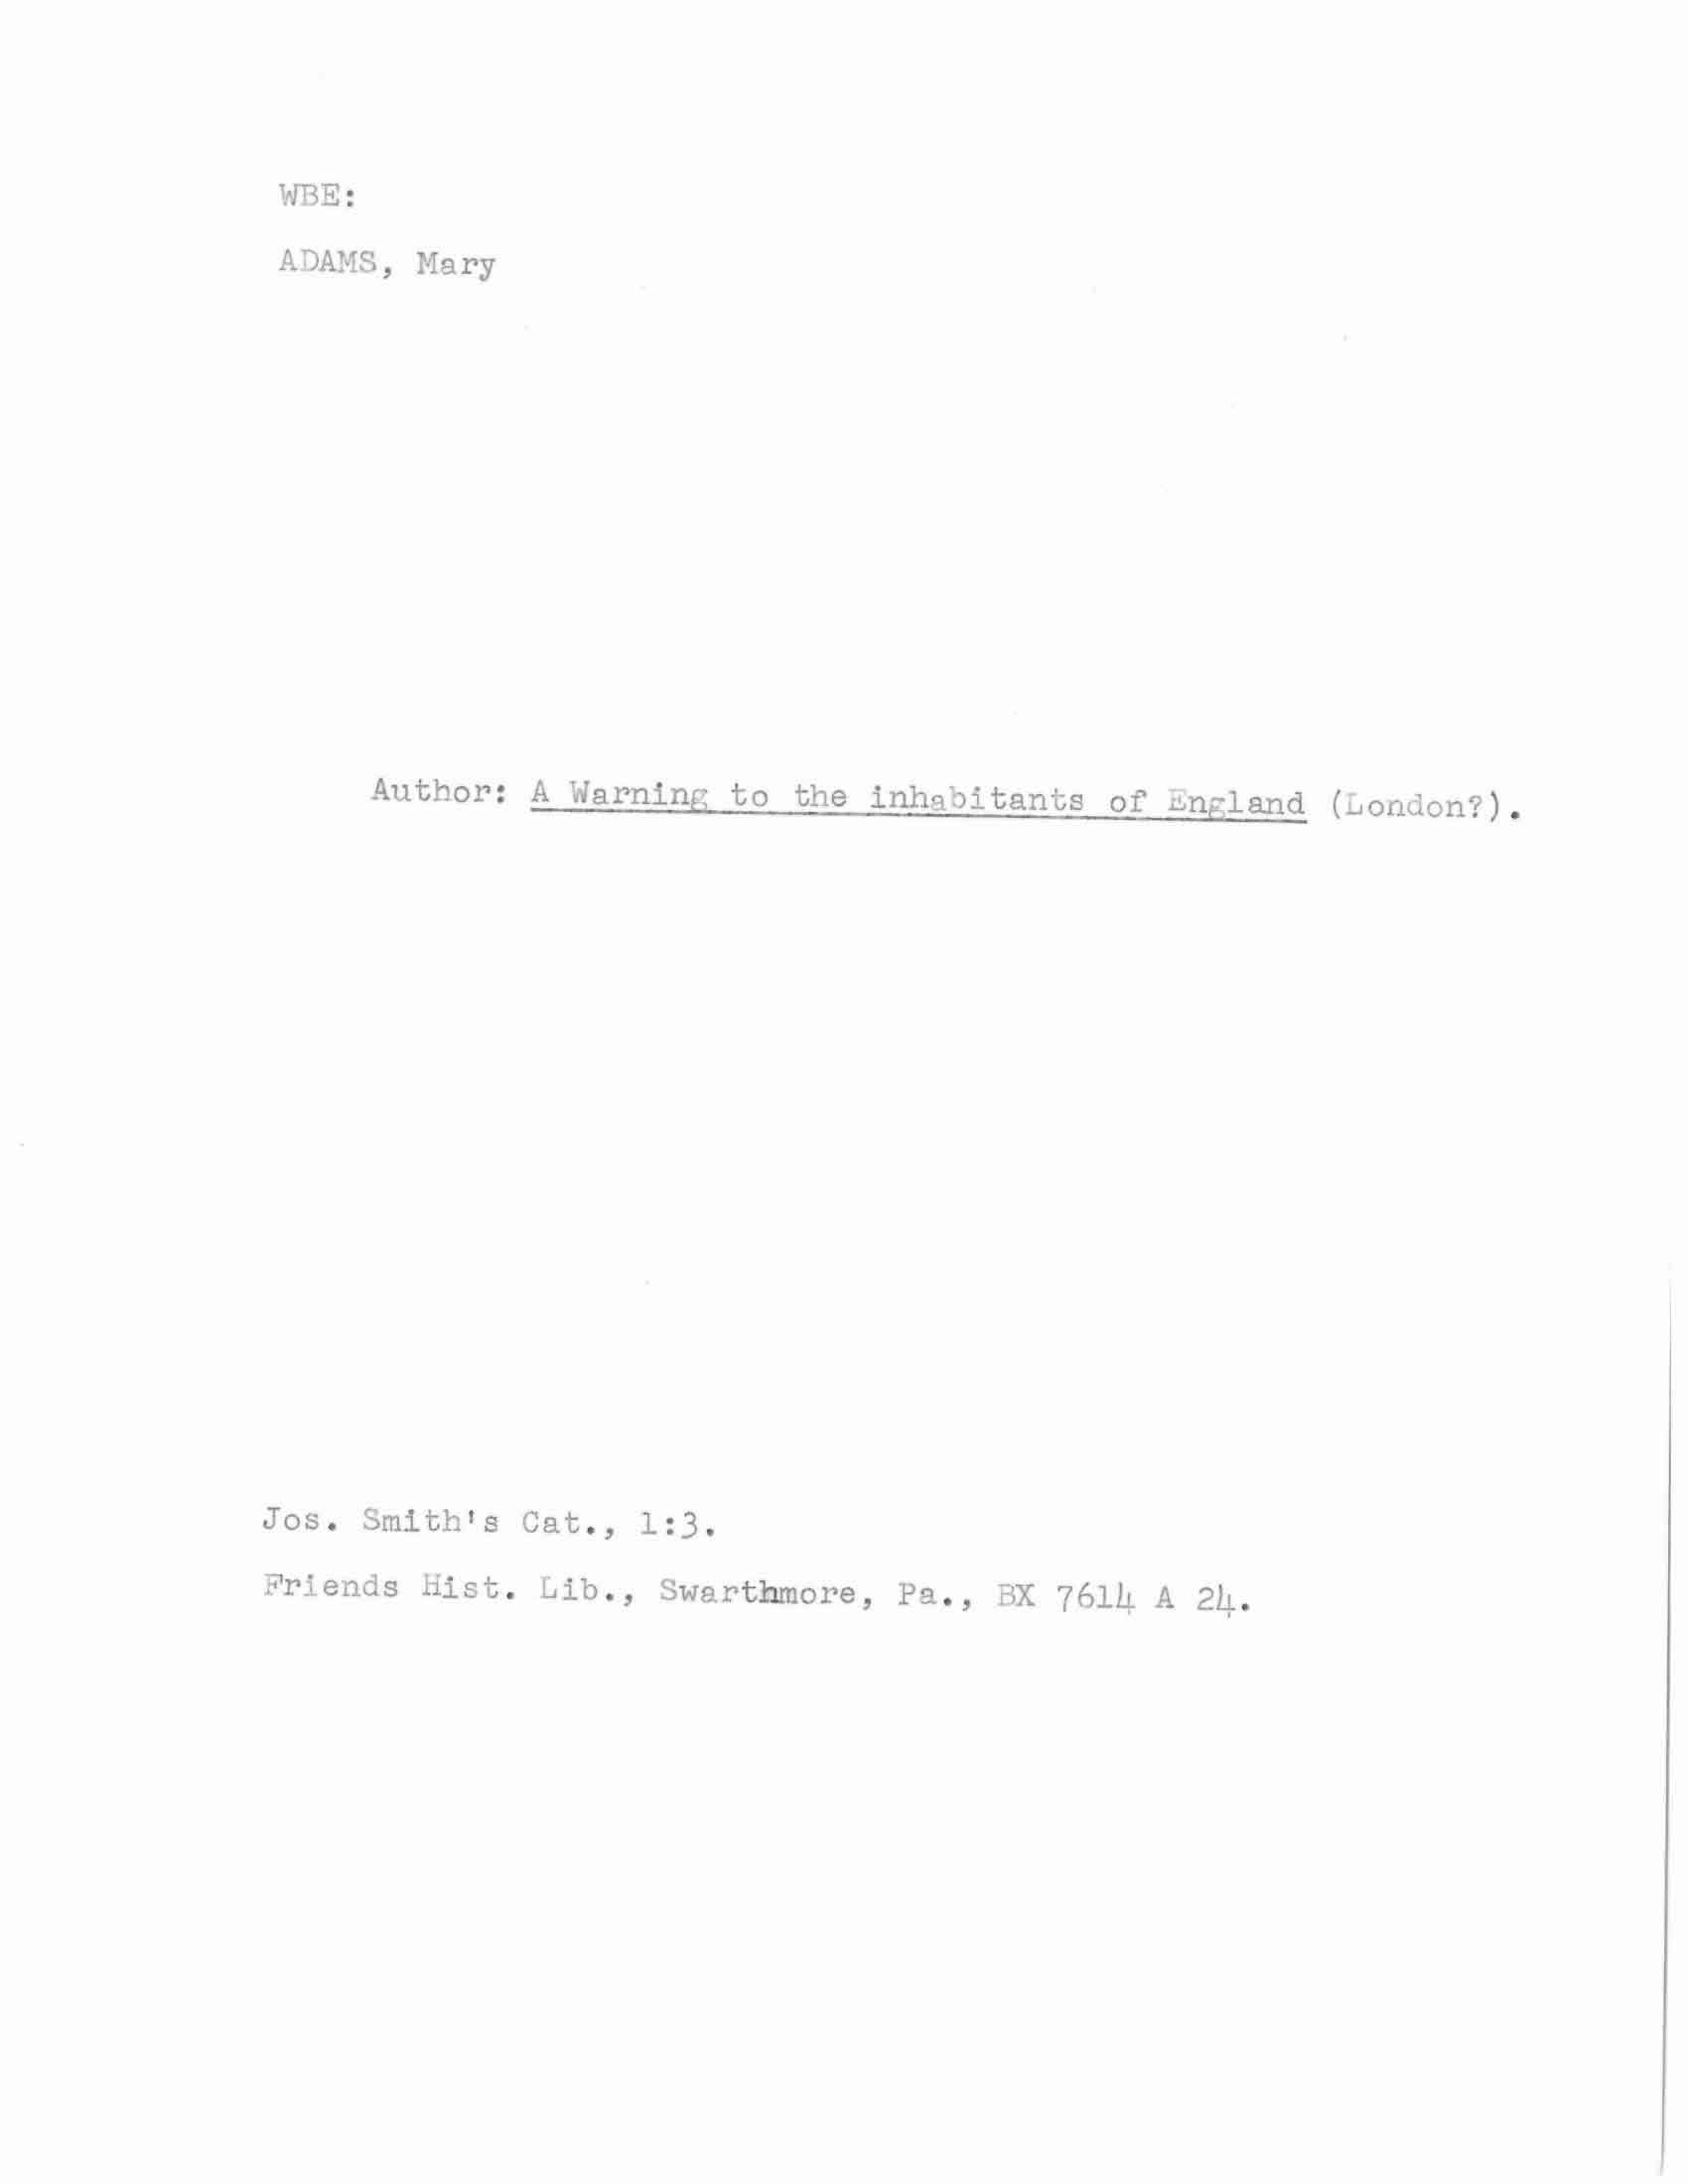 WBE:
ADAMS, Mary
Author: A Warning to the inhabitants of England (London?).
Jos. Smith's Cat., 1:3.
Friends Hist. Lib., Swarthmore, Pa., BX 7614 A 24.